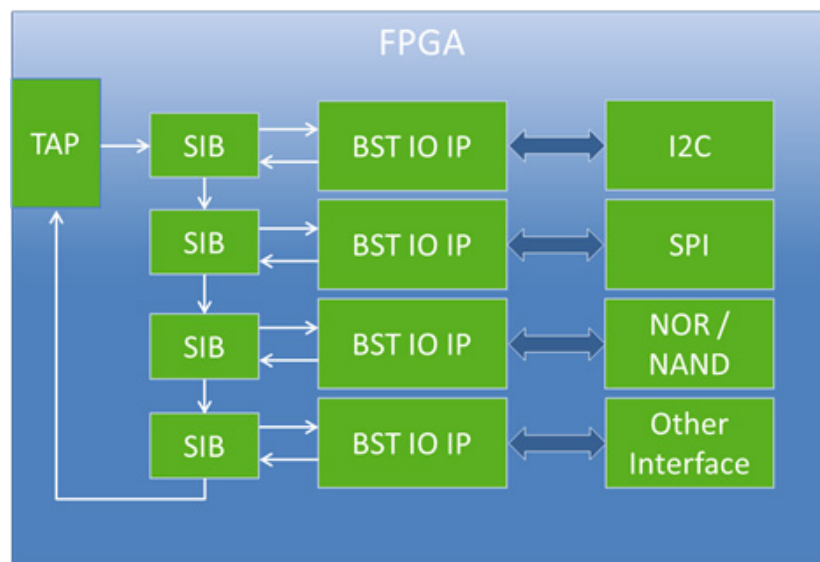 FPGA
TAP
SIB
BST IO IP
I2C
SIB
BST IO IP
SPI
SIB
BST IO IP
NOR /
NAND
SIB
BST IO IP
Other
Interface